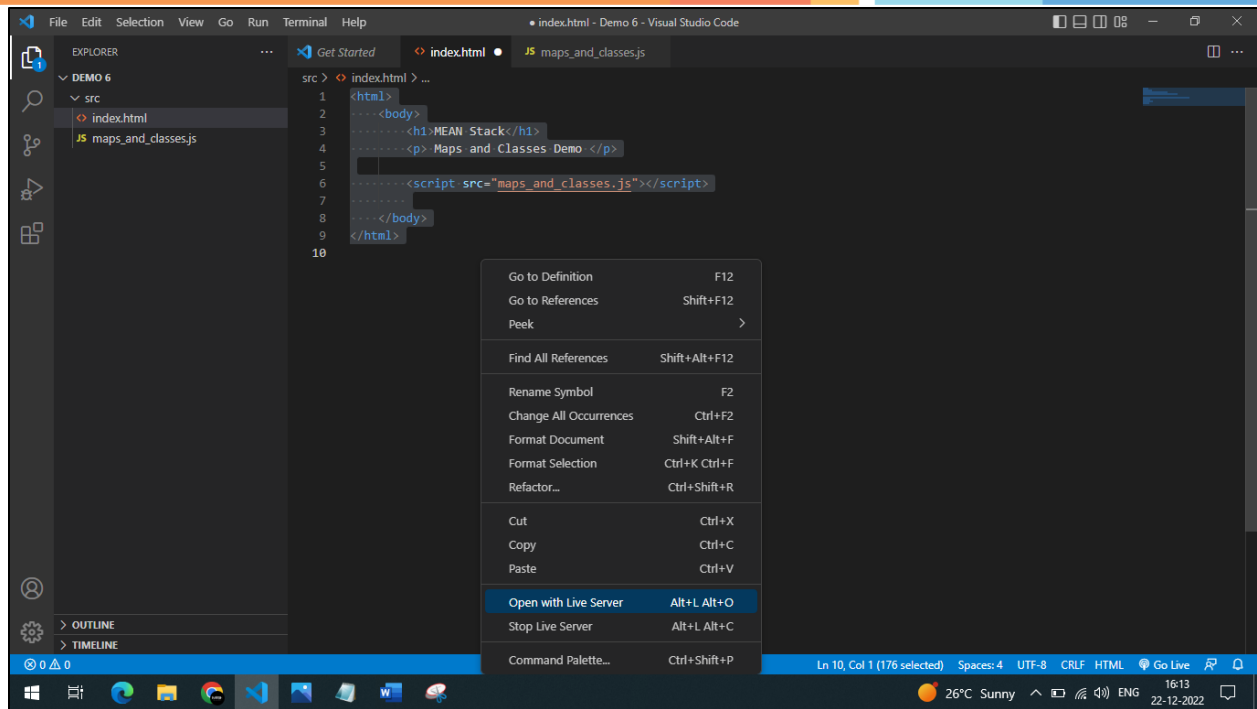 File Edit Selection View Go Run Terminal Help
● index.html - Demo 6 - Visual Studio Code
EXPLORER ...
Get Started
<> index.html ●
JS maps_and_classes.js
...
1
DEMO 6
src
<> index.html
JS maps_and_classes.js
src > <> index.html > ...
1 <html>
2 ····<body>
3 ········<h1>MEAN·Stack</h1>
4 ········<p>·Maps·and·Classes·Demo·</p>
5
6 ········<script·src="maps_and_classes.js"></script>
7 ········
8 ····</body>
9 </html>
10
Go to Definition F12
Go to References Shift+F12
Peek >
Find All References Shift+Alt+F12
Rename Symbol F2
Change All Occurrences Ctrl+F2
Format Document Shift+Alt+F
Format Selection Ctrl+K Ctrl+F
Refactor... Ctrl+Shift+R
Cut Ctrl+X
Copy Ctrl+C
Paste Ctrl+V
Open with Live Server Alt+L Alt+O
Stop Live Server Alt+L Alt+C
Command Palette... Ctrl+Shift+P
> OUTLINE
> TIMELINE
0 0
Ln 10, Col 1 (176 selected) Spaces: 4 UTF-8 CRLF HTML Go Live
26°C Sunny ENG
16:13
22-12-2022